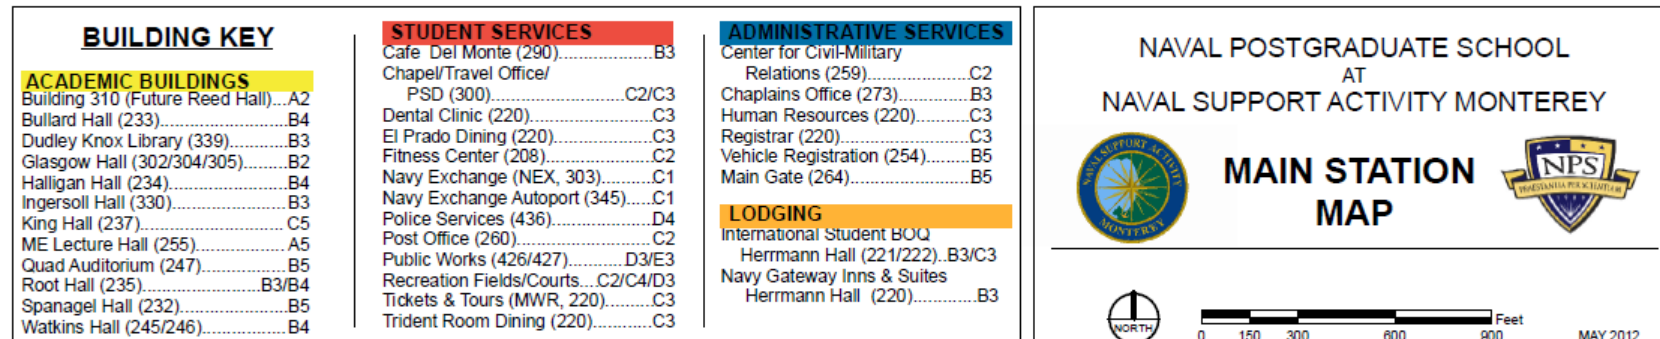 BUILDING KEY
ACADEMIC BUILDINGS
Building 310 (Future Reed Hall)...A2
Bullard Hall (233)........................B4
Dudley Knox Library (339)...........B3
Glasgow Hall (302/304/305)........B2
Halligan Hall (234)......................B4
Ingersoll Hall (330)......................B3
King Hall (237)........................... C5
ME Lecture Hall (255)................. A5
Quad Auditorium (247)................B5
Root Hall (235).......................B3/B4
Spanagel Hall (232)....................B5
Watkins Hall (245/246)................B4
STUDENT SERVICES
Cafe Del Monte (290)..................B3
Chapel/Travel Office/
PSD (300).........................C2/C3
Dental Clinic (220).......................C3
El Prado Dining (220)...................C3
Fitness Center (208)....................C2
Navy Exchange (NEX, 303).........C1
Navy Exchange Autoport (345).....C1
Police Services (436)...................D4
Post Office (260).........................C2
Public Works (426/427)...........D3/E3
Recreation Fields/Courts...C2/C4/D3
Tickets & Tours (MWR, 220).........C3
Trident Room Dining (220)............C3
ADMINISTRATIVE SERVICES
Center for Civil-Military
Relations (259)...................C2
Chaplains Office (273).............B3
Human Resources (220)..........C3
Registrar (220)........................C3
Vehicle Registration (254)........B5
Main Gate (264)......................B5
LODGING
International Student BOQ
Herrmann Hall (221/222)..B3/C3
Navy Gateway Inns & Suites
Herrmann Hall (220).............B3
NAVAL POSTGRADUATE SCHOOL
AT
NAVAL SUPPORT ACTIVITY MONTEREY
NAVAL SUPPORT ACTIVITY
MONTEREY
MAIN STATION
MAP
NPS
PRAESTANTIA PER SCIENTIAM
NORTH
Feet
0 150 300 600 900
MAY 2012